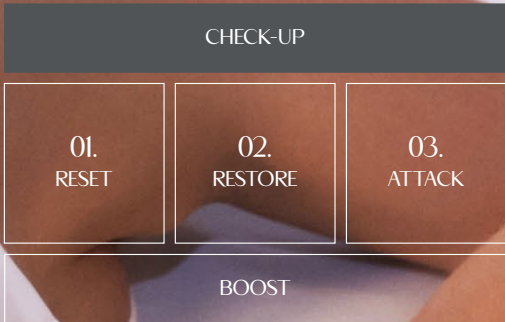 CHECK-UP
01.
RESET
02.
RESTORE
03.
ATTACK
BOOST